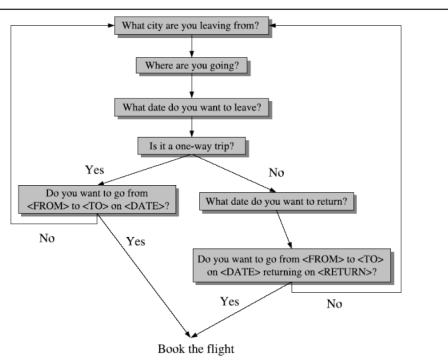 What city are you leaving from?
Where are you going?
What date do you want to leave?
Is it a one-way trip?
Yes
No
Do you want to go from
<FROM> to <TO> on <DATE>?
What date do you want to return?
No
Yes
Do you want to go from <FROM> to <TO>
on <DATE> returning on <RETURN>?
Yes
No
Book the flight